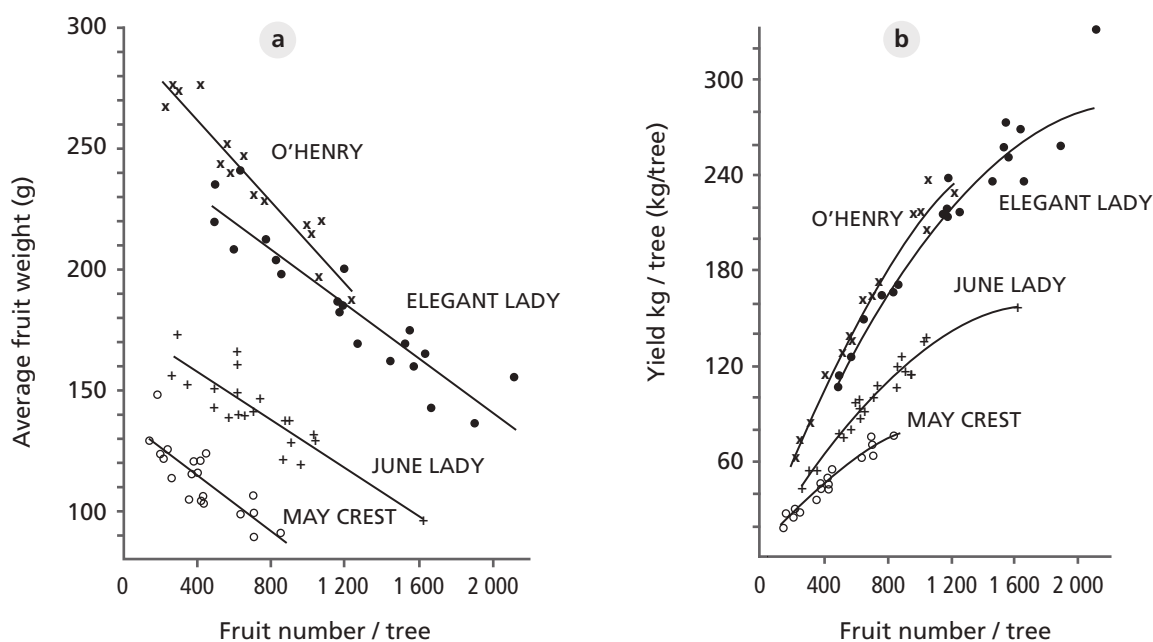 a
300
250
200
150
100
0
400
800
1 200
1 600
2 000
Average fruit weight (g)
Fruit number / tree
O’HENRY
ELEGANT LADY
JUNE LADY
MAY CREST
b
300
240
180
120
60
0
400
800
1 200
1 600
2 000
Yield kg / tree (kg/tree)
Fruit number / tree
O’HENRY
ELEGANT LADY
JUNE LADY
MAY CREST